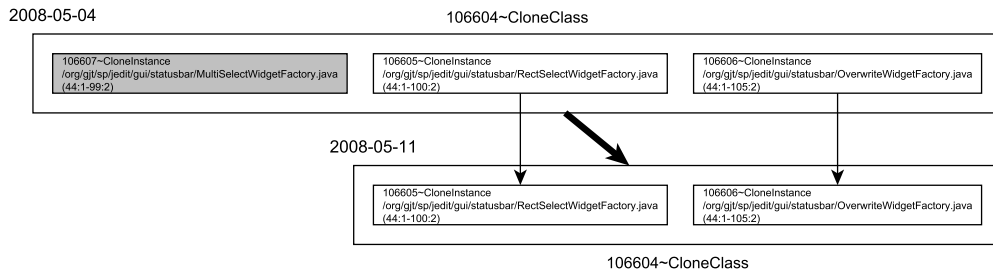 2008-05-04
106604~CloneClass
106607~CloneInstance
/org/gjt/sp/jedit/gui/statusbar/MultiSelectWidgetFactory.java
(44:1-99:2)
106605~CloneInstance
/org/gjt/sp/jedit/gui/statusbar/RectSelectWidgetFactory.java
(44:1-100:2)
106606~CloneInstance
/org/gjt/sp/jedit/gui/statusbar/OverwriteWidgetFactory.java
(44:1-105:2)
2008-05-11
106605~CloneInstance
/org/gjt/sp/jedit/gui/statusbar/RectSelectWidgetFactory.java
(44:1-100:2)
106606~CloneInstance
/org/gjt/sp/jedit/gui/statusbar/OverwriteWidgetFactory.java
(44:1-105:2)
106604~CloneClass